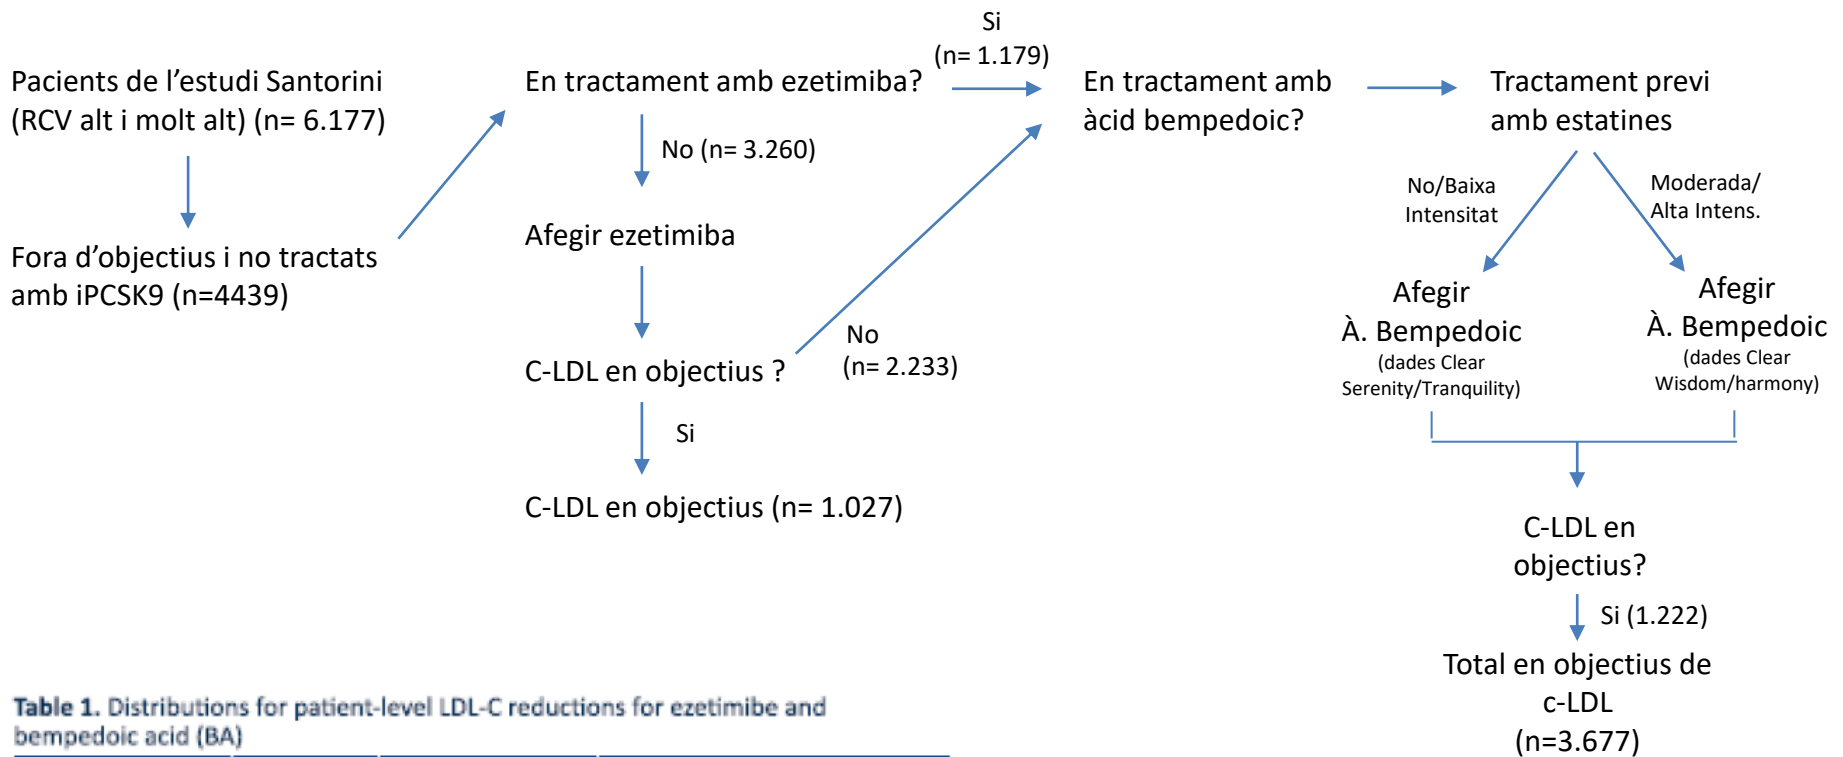 Pacients de l'estudi Santorini
(RCV alt i molt alt) (n= 6.177)
Fora d'objectius i no tractats
amb iPCSK9 (n=4439)
En tractament amb ezetimiba?
No (n= 3.260)
Afegir ezetimiba
C-LDL en objectius ?
Si
C-LDL en objectius (n= 1.027)
Si
(n= 1.179)
No
(n= 2.233)
En tractament amb
àcid bempedoic?
Tractament previ
amb estatines
No/Baixa
Intensitat
Moderada/
Alta Intens.
Afegir
À. Bempedoic
(dades Clear
Serenity/Tranquility)
Afegir
À. Bempedoic
(dades Clear
Wisdom/harmony)
C-LDL en
objectius?
Si (1.222)
Total en objectius de
c-LDL
(n=3.677)
Table 1. Distributions for patient-level LDL-C reductions for ezetimibe and
bempedoic acid (BA)